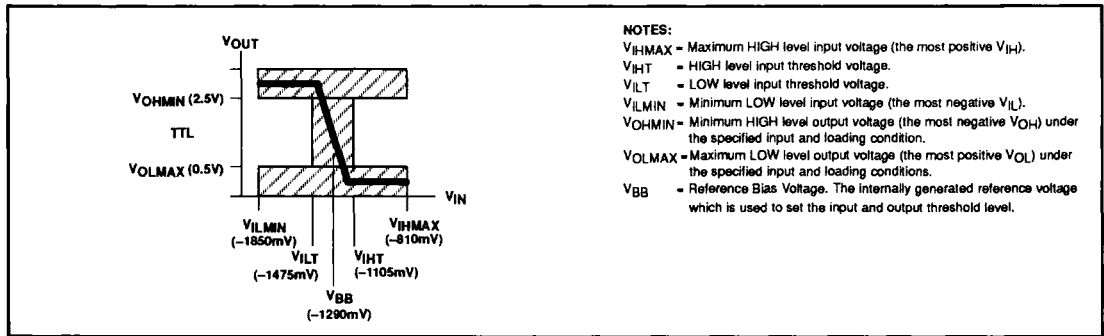 VOUT
VOHMIN (2.5V)
TTL
VOLMAX (0.5V)
VIN
VILMIN
(–1850mV)
VIHMAX
(–810mV)
VILT
(–1475mV)
VIHT
(–1105mV)
VBB
(–1290mV)
NOTES:
VIHMAX = Maximum HIGH level input voltage (the most positive VIH).
VIHT = HIGH level input threshold voltage.
VILT = LOW level input threshold voltage.
VILMIN = Minimum LOW level input voltage (the most negative VIL).
VOHMIN = Minimum HIGH level output voltage (the most negative VOH) under
the specified input and loading condition.
VOLMAX = Maximum LOW level output voltage (the most positive VOL) under
the specified input and loading conditions.
VBB = Reference Bias Voltage. The internally generated reference voltage
which is used to set the input and output threshold level.